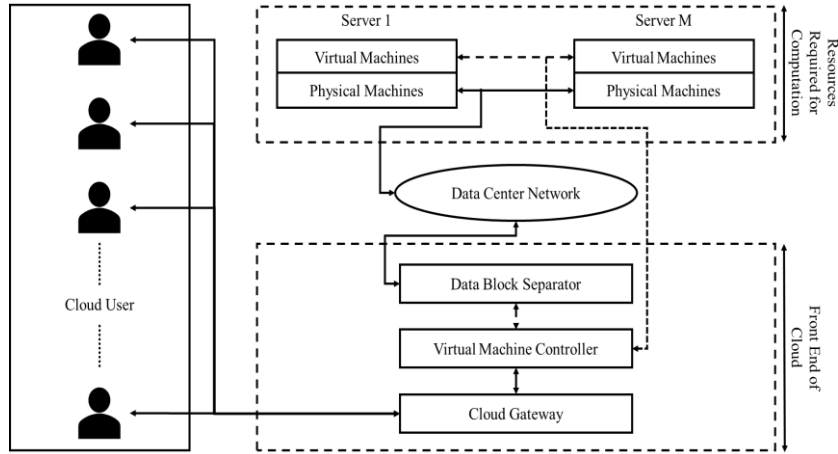 Server 1
Server M
Virtual Machines
Virtual Machines
Physical Machines
Physical Machines
Resources
Required for
Computation
Data Center Network
Cloud User
Data Block Separator
Virtual Machine Controller
Cloud Gateway
Front End of
Cloud